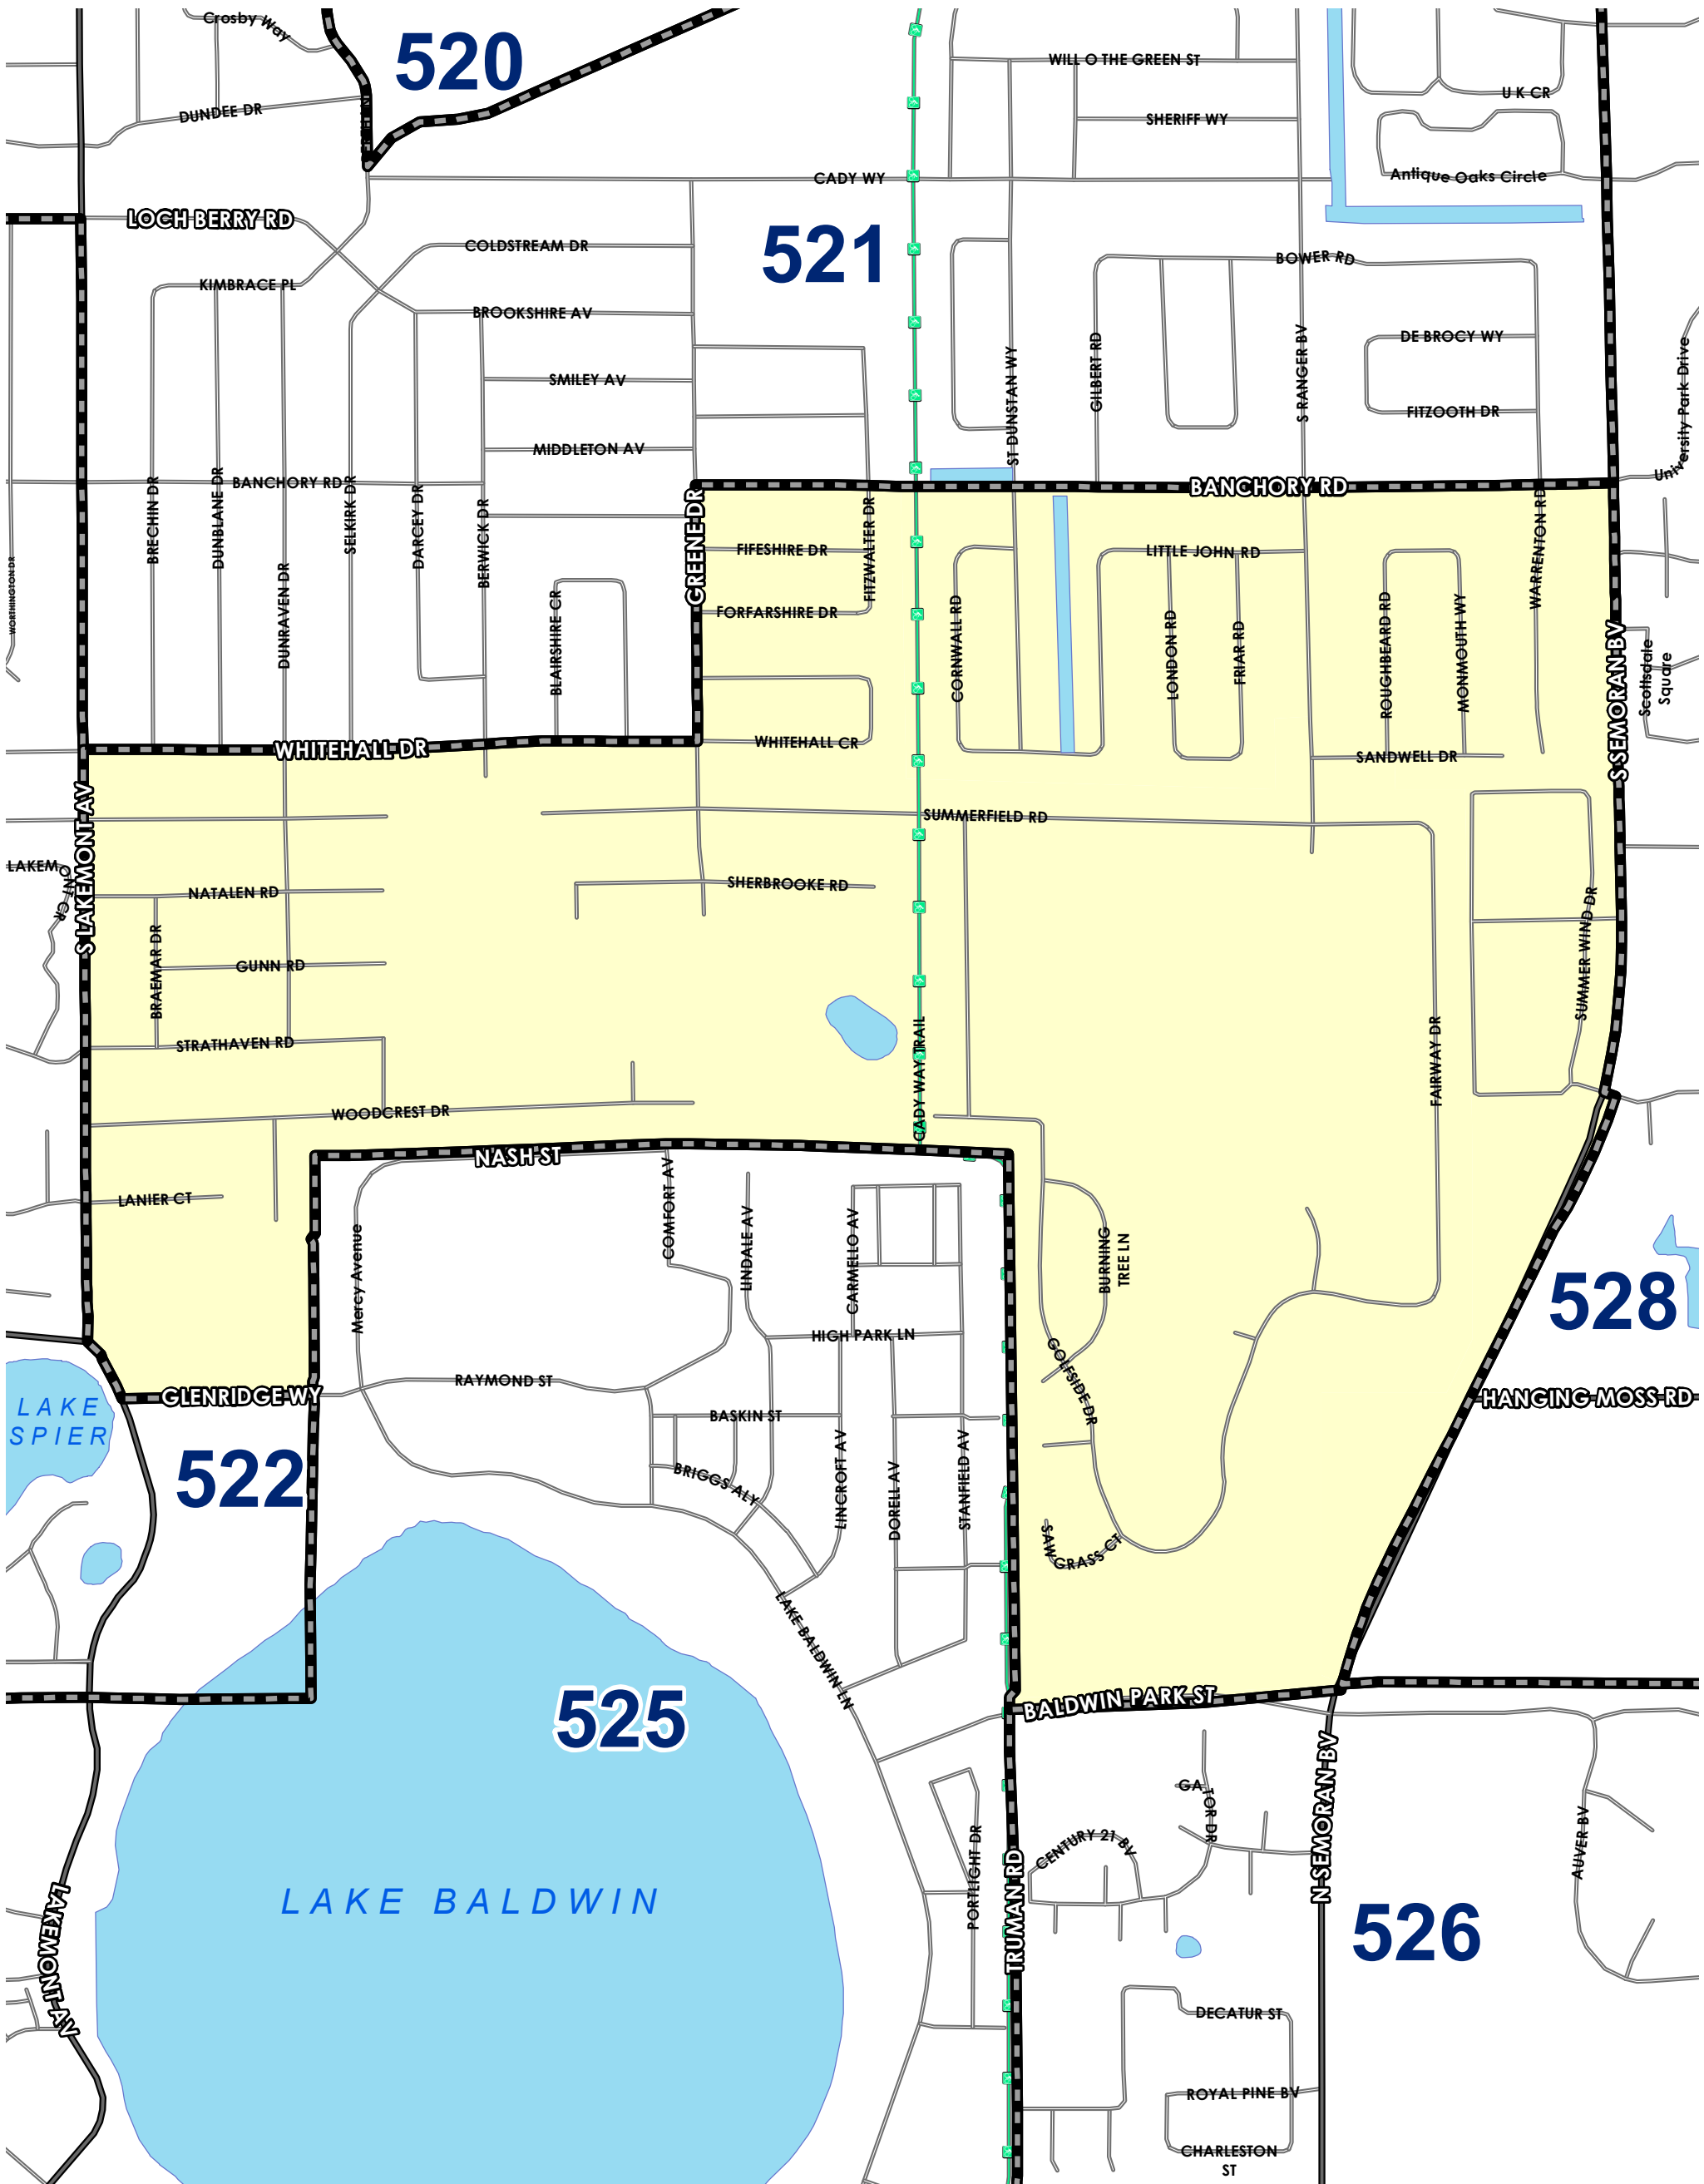 Crosby Way
520
WILL O THE GREEN ST
U K CR
DUNDEE DR
SHERIFF WY
CADY WY
Antique Oaks Circle
LOCH BERRY RD
COLDSTREAM DR
521
BOWER RD
KIMBRACE PL
BROOKSHIRE AV
DE BROCY WY
University Park Drive
ST DUNSTAN WY
GILBERT RD
S RANGER BV
SMILEY AV
FITZOOTH DR
MIDDLETON AV
BANCHORY RD
BANCHORY RD
BRECHIN DR
DUNBLANE DR
SELKIRK DR
DARCEY DR
BERWICK DR
GREENE DR
FIFESHIRE DR
FITZWALTER DR
LITTLE JOHN RD
WARRENTON RD
WORTHINGTON DR
DUNRAVEN DR
BLAIRSHIRE CR
FORFARSHIRE DR
CORNWALL RD
LONDON RD
FRIAR RD
ROUGHBEARD RD
MONMOUTH WY
S SEMORAN BV
Scottsdale
Square
WHITEHALL DR
WHITEHALL CR
SANDWELL DR
S LAKEMONT AV
SUMMERFIELD RD
LAKEMONT CR
NATALEN RD
SHERBROOKE RD
SUMMER WIND DR
BRAEMAR DR
GUNN RD
STRATHAVEN RD
CADY WAY TRAIL
FAIRWAY DR
WOODCREST DR
NASH ST
LANIER CT
Mercy Avenue
COMFORT AV
LINDALE AV
CARMELLO AV
BURNING
TREE LN
528
HIGH PARK LN
GOLFSIDE DR
RAYMOND ST
GLENRIDGE WY
HANGING MOSS RD
LAKE
SPIER
BASKIN ST
522
BRIGGS ALY
LINCROFT AV
DORELL AV
STANFIELD AV
SAW GRASS CT
LAKE BALDWIN LN
525
BALDWIN PARK ST
GATOR DR
N SEMORAN BV
CENTURY 21 BV
AUVER BV
PORTLIGHT DR
TRUMAN RD
LAKE BALDWIN
LAKEMONT AV
526
DECATUR ST
ROYAL PINE BV
CHARLESTON
ST